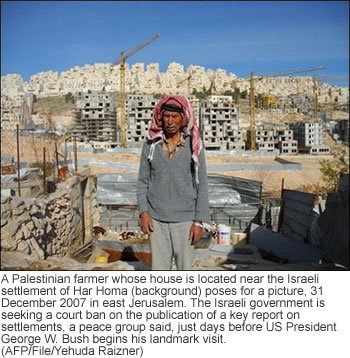 A Palestinian farmer whose house is located near the Israeli
settlement of Har Homa (background) poses for a picture, 31
December 2007 in east Jerusalem. The Israeli government is
seeking a court ban on the publication of a key report on
settlements, a peace group said, just days before US President
George W. Bush begins his landmark visit.
(AFP/File/Yehuda Raizner)